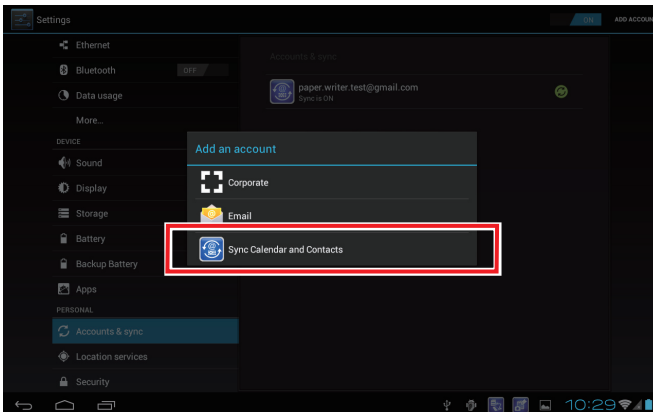 Settings
ON
ADD ACCOUN
Ethernet
Bluetooth
OFF
Data usage
More...
DEVICE
Sound
Display
Storage
Battery
Backup Battery
Apps
PERSONAL
Accounts & sync
Location services
Security
Accounts & sync
paper.writer.test@gmail.com
Sync is ON
Add an account
Corporate
Email
Sync Calendar and Contacts
10:29